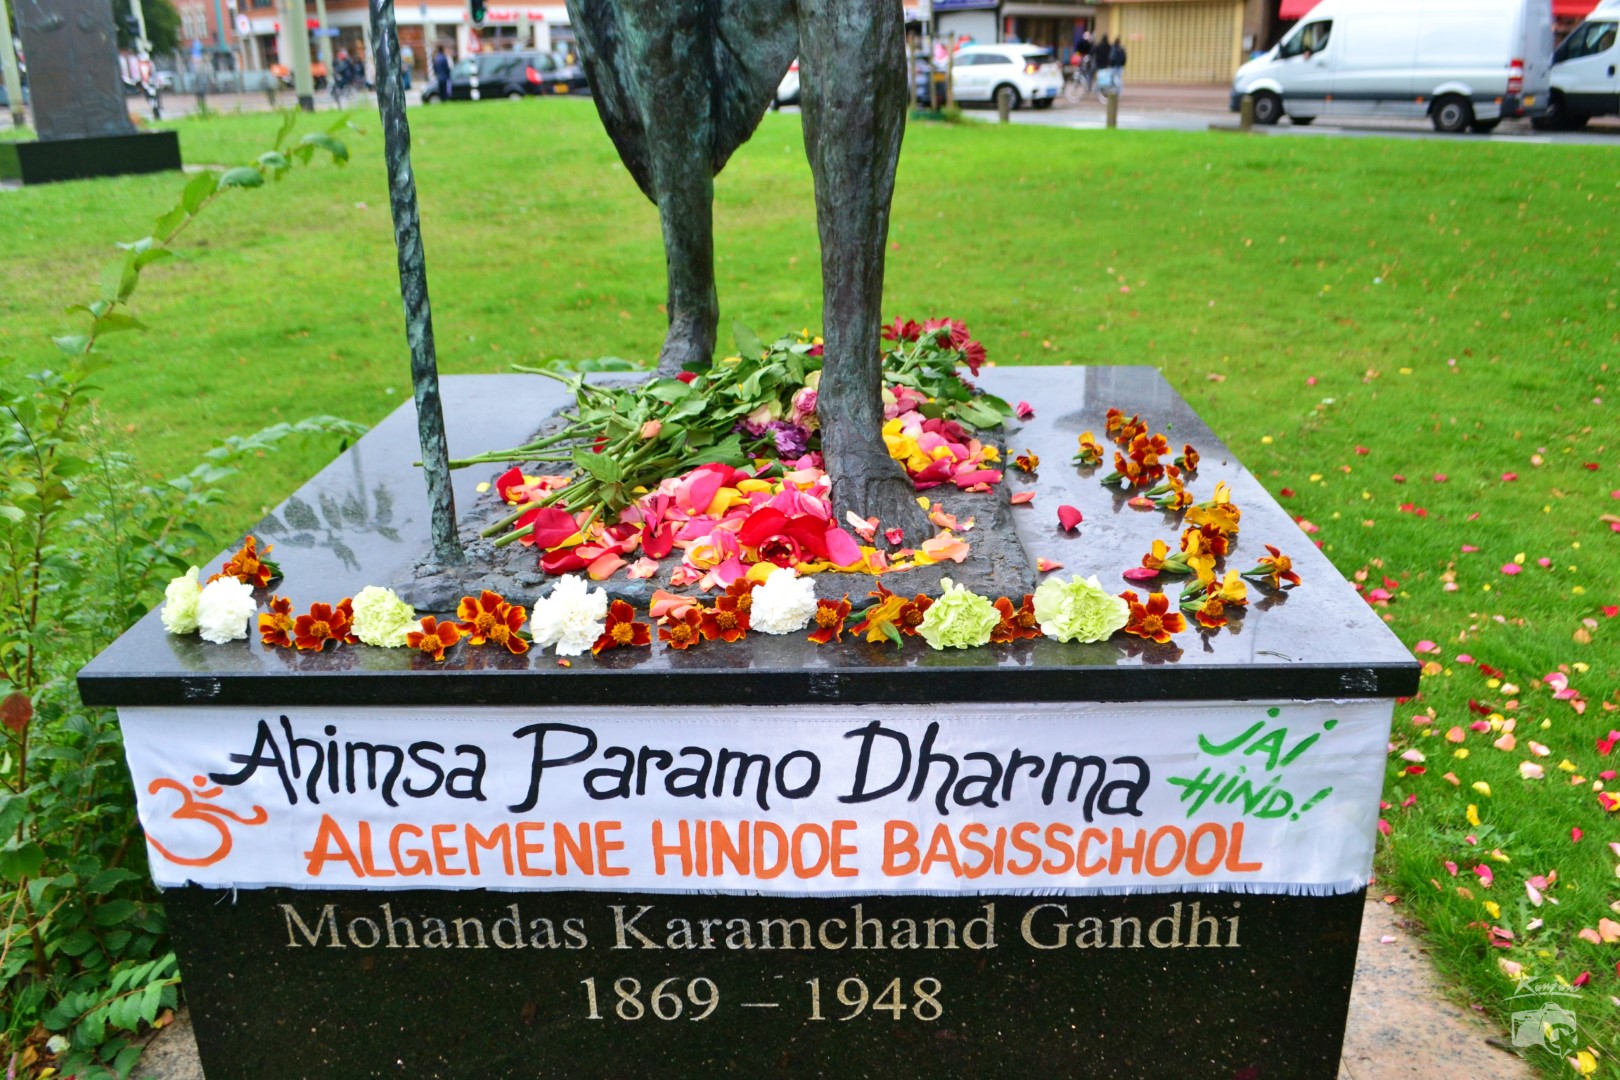 Ahimsa Paramo Dharma
JAi HiND!
ॐ
ALGEMENE HINDOE BASISSCHOOL
Mohandas Karamchand Gandhi
1869 – 1948